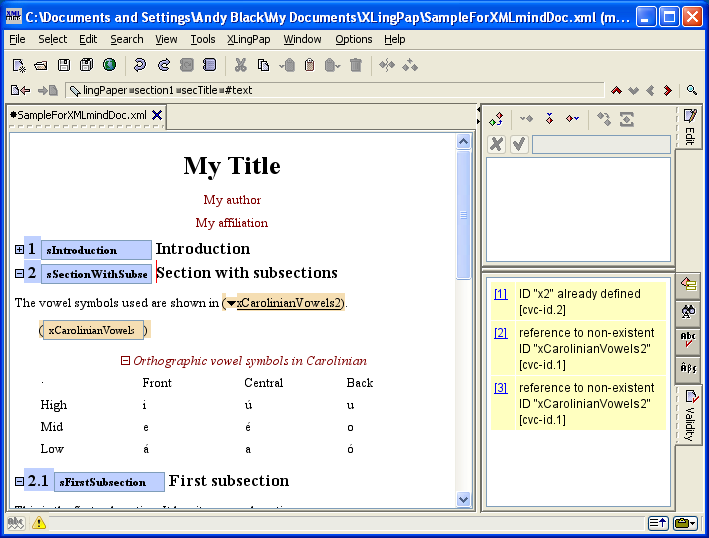 C:\Documents and Settings\Andy Black\My Documents\XLingPap\SampleForXMLmindDoc.xml (m...
File Select Edit Search View Tools XLingPap Window Options Help
lingPaper section1 secTitle #text
SampleForXMLmindDoc.xml
Edit
My Title
My author
My affiliation
1 sIntroduction Introduction
2 sSectionWithSubse Section with subsections
The vowel symbols used are shown in (xCarolinianVowels2).
(xCarolinianVowels )
Orthographic vowel symbols in Carolinian
. Front Central Back
High i ú u
Mid e é o
Low á a ó
2.1 sFirstSubsection First subsection
[1] ID "x2" already defined
[cvc-id.2]
[2] reference to non-existent
ID "xCarolinianVowels2"
[cvc-id.1]
[3] reference to non-existent
ID "xCarolinianVowels2"
[cvc-id.1]
Abc
Validity
abc